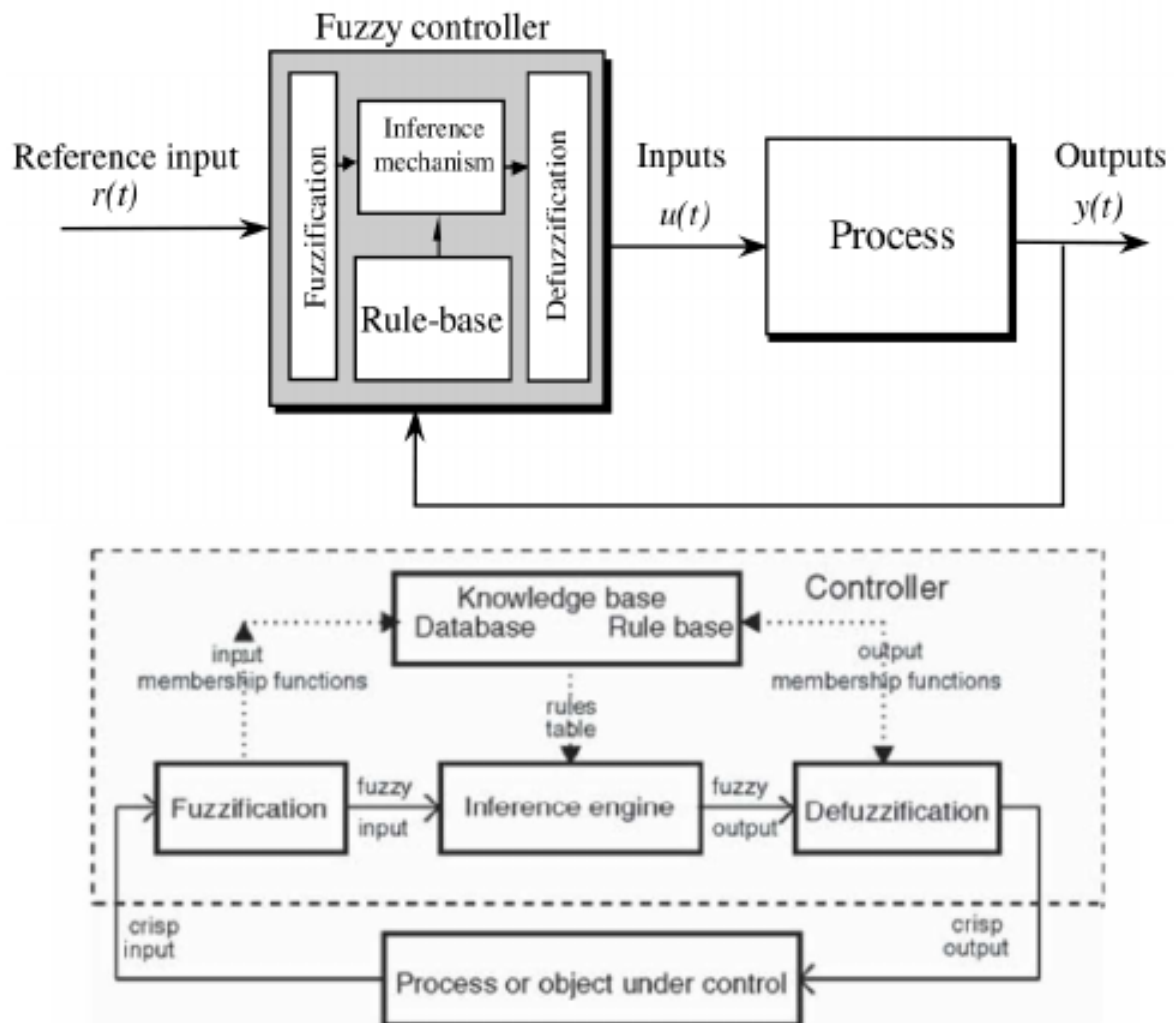 Fuzzy controller
Reference input
r(t)
Fuzzification
Inference
mechanism
Rule-base
Defuzzification
Inputs
u(t)
Process
Outputs
y(t)
Controller
Knowledge base
Database Rule base
input
membership functions
output
membership functions
rules
table
Fuzzification
fuzzy
input
Inference engine
fuzzy
output
Defuzzification
crisp
input
crisp
output
Process or object under control